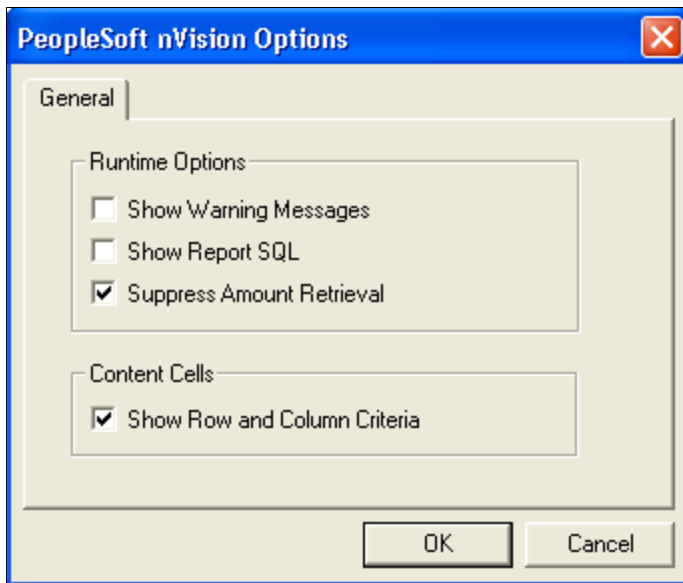 PeopleSoft nVision Options
General
Runtime Options
Show Warning Messages
Show Report SQL
Suppress Amount Retrieval
Content Cells
Show Row and Column Criteria
OK
Cancel